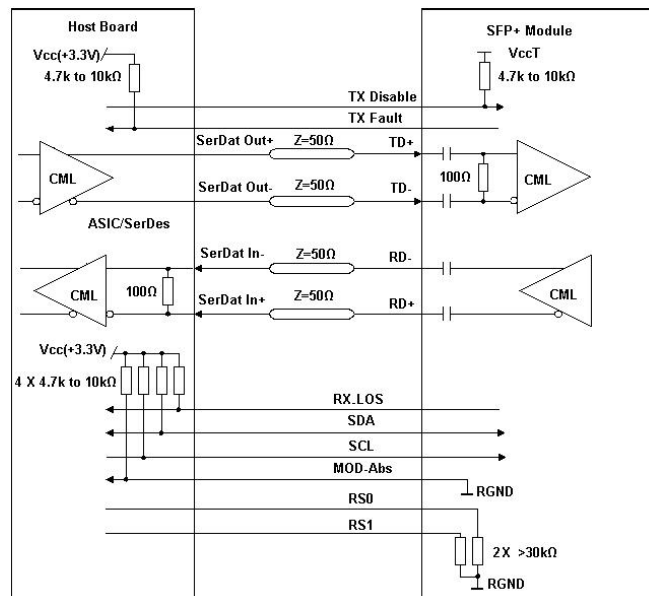 Host Board
SFP+ Module
Vcc(+3.3V)
4.7k to 10kΩ
VccT
4.7k to 10kΩ
TX Disable
TX Fault
SerDat Out+
Z=50Ω
TD+
CML
100Ω
CML
SerDat Out-
Z=50Ω
TD-
ASIC/SerDes
SerDat In-
Z=50Ω
RD-
CML
100Ω
SerDat In+
Z=50Ω
RD+
CML
Vcc(+3.3V)
4 X 4.7k to 10kΩ
RX_LOS
SDA
SCL
MOD-Abs
RGND
RS0
RS1
2 X >30kΩ
RGND